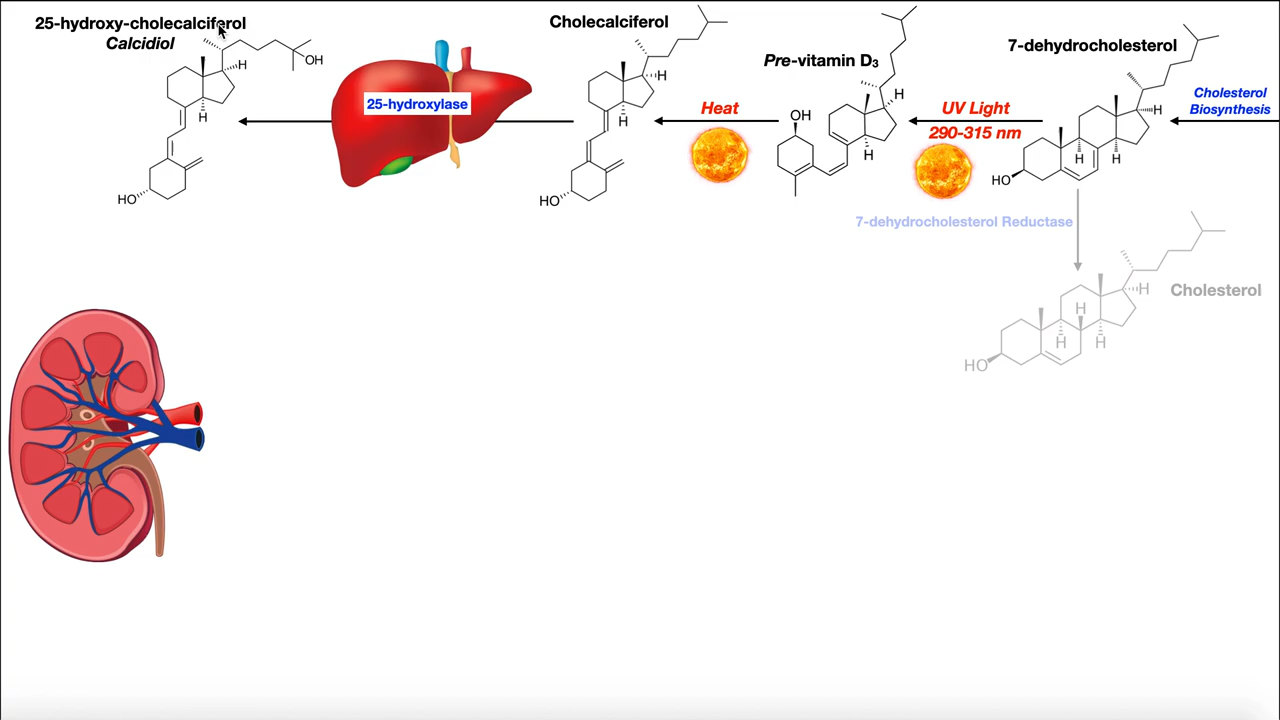 25-hydroxy-cholecalciferol
Calcidiol
OH
H
H
HO
25-hydroxylase
Cholecalciferol
H
H
HO
Heat
Pre-vitamin D₃
OH
H
H
UV Light
290-315 nm
7-dehydrocholesterol
H
H
H
HO
Cholesterol
Biosynthesis
7-dehydrocholesterol Reductase
Cholesterol
H
H
H
H
HO